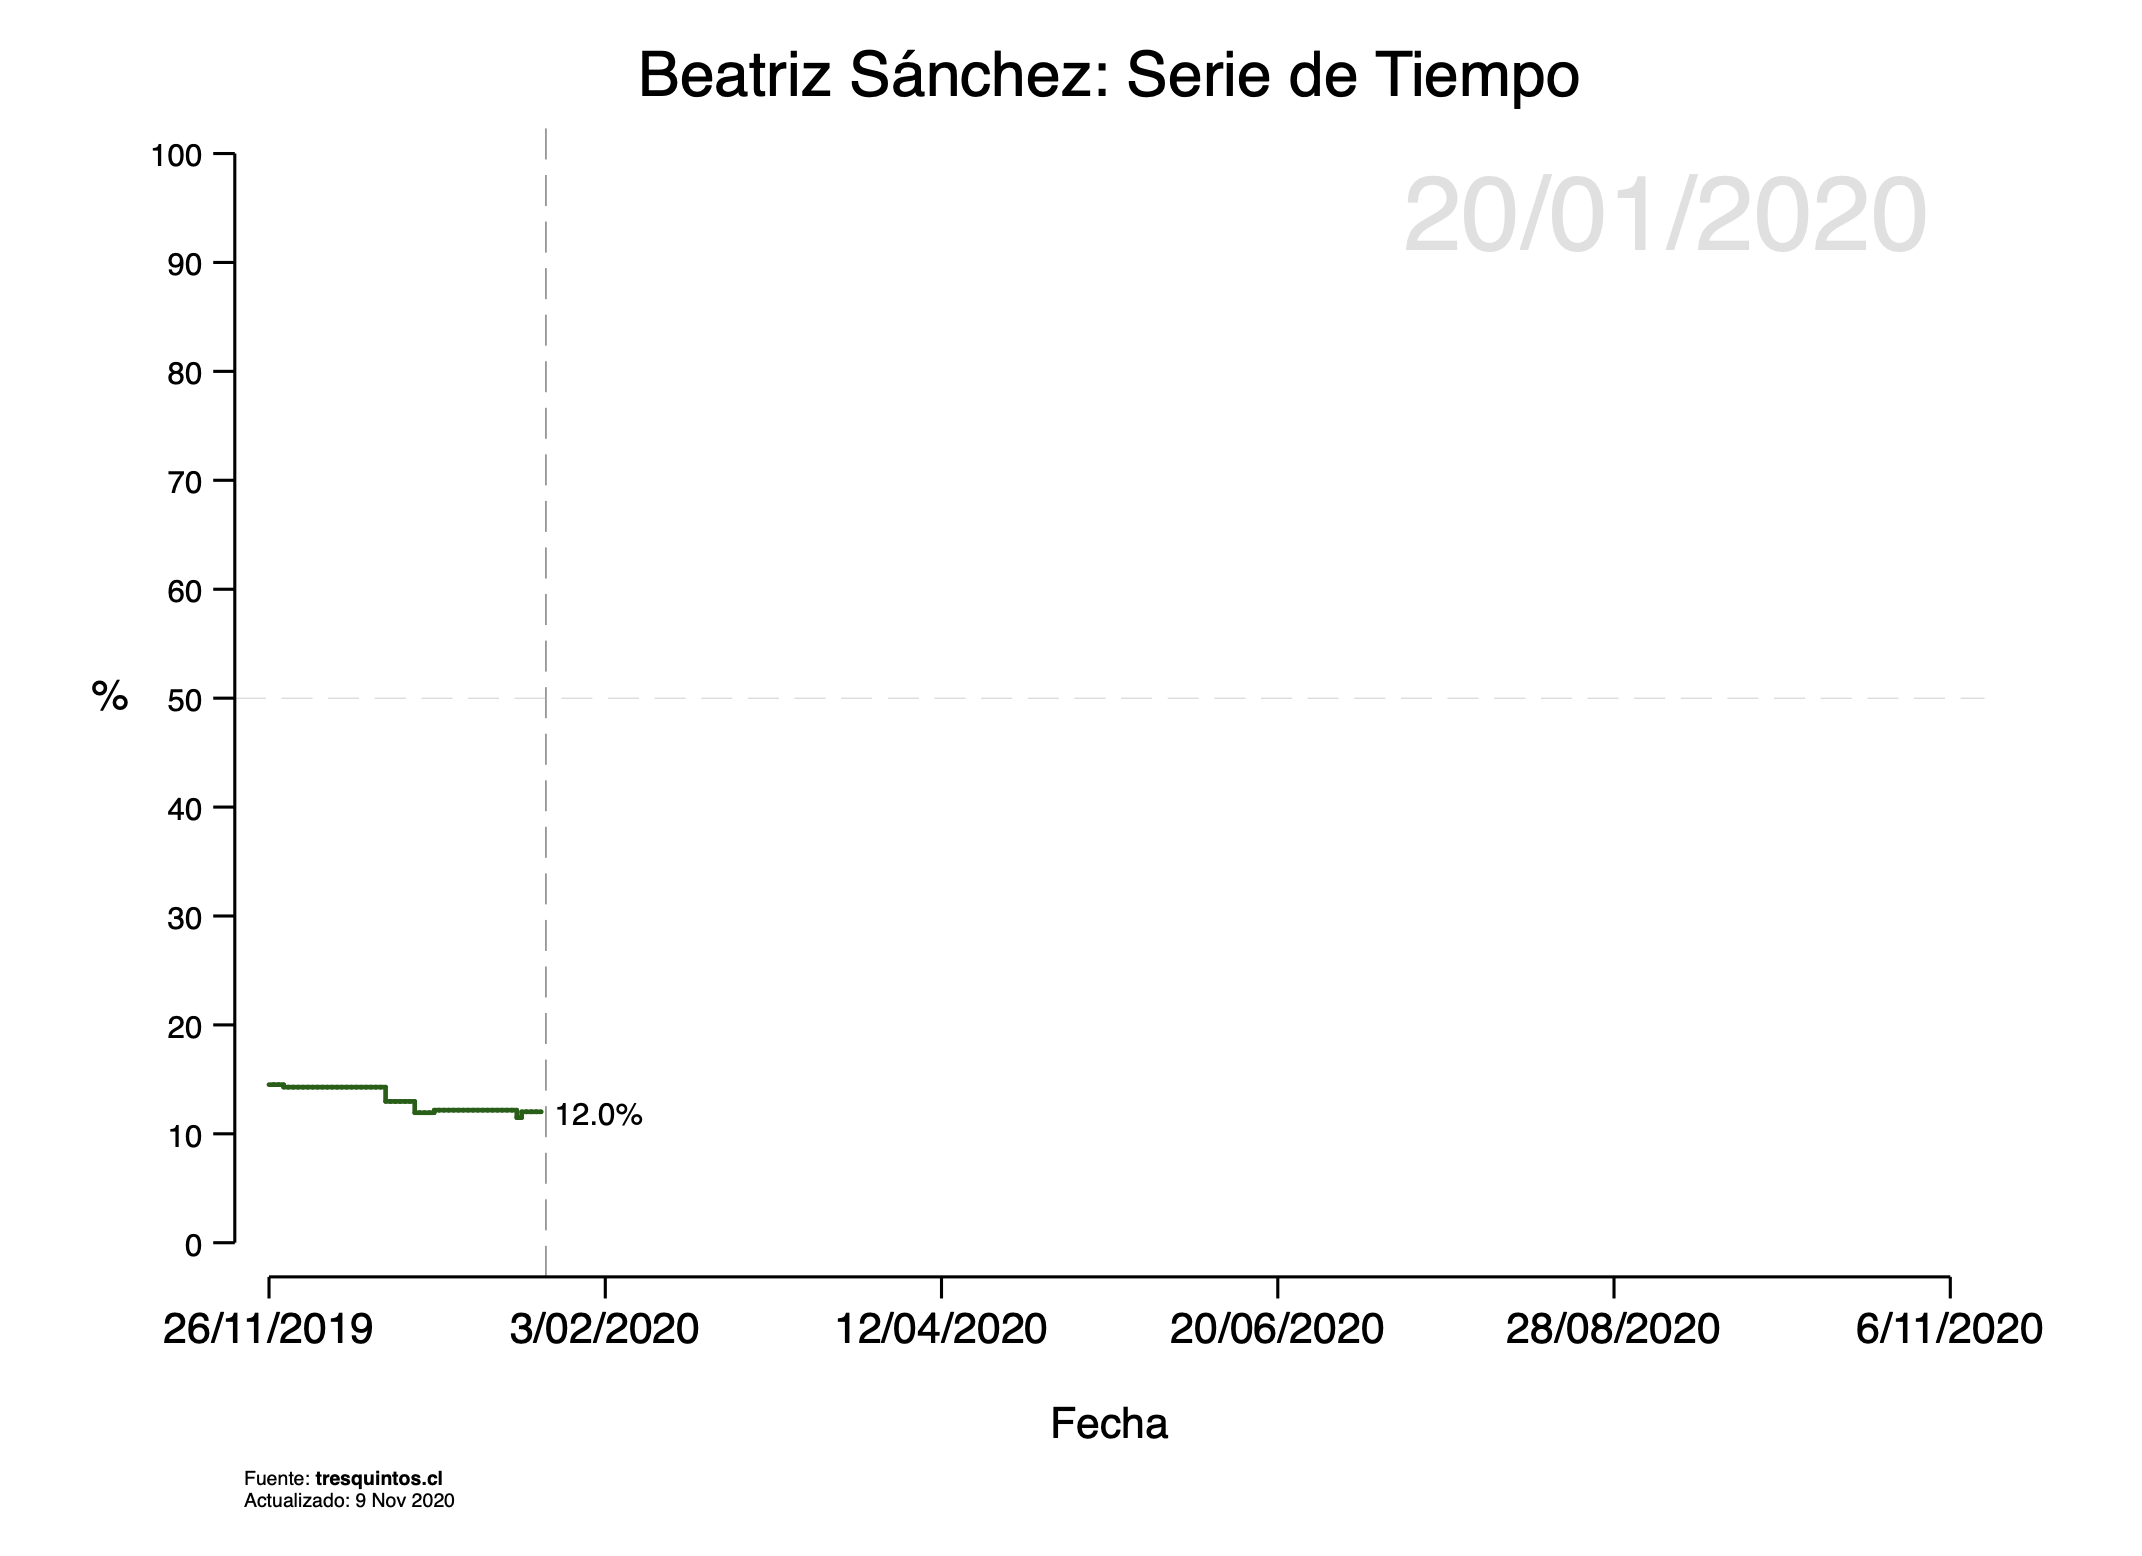 Beatriz Sánchez: Serie de Tiempo
20/01/2020
100
90
80
70
60
% 50
40
30
20
12.0%
10
0
26/11/2019 3/02/2020 12/04/2020 20/06/2020 28/08/2020 6/11/2020
Fecha
Fuente: tresquintos.cl
Actualizado: 9 Nov 2020